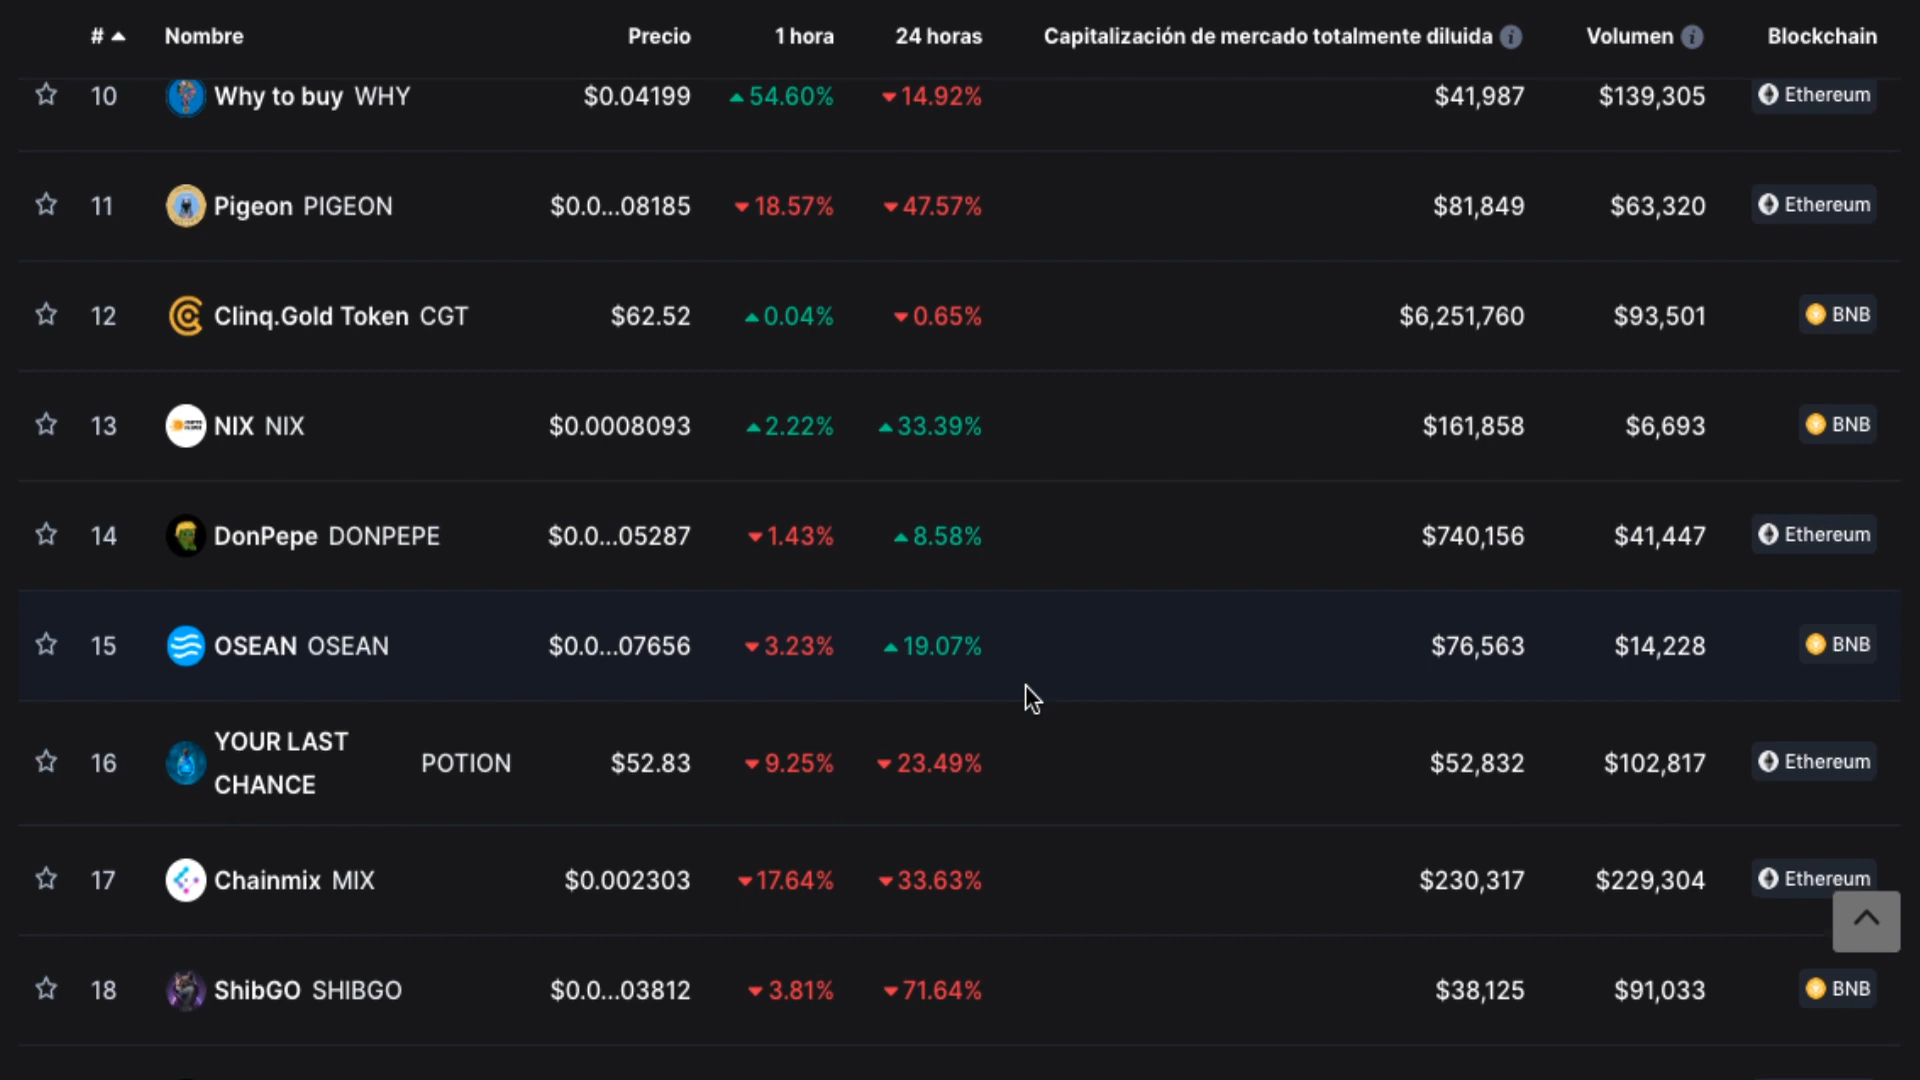 # Nombre Precio 1 hora 24 horas Capitalización de mercado totalmente diluida Volumen Blockchain
10 Why to buy WHY $0.04199 54.60% 14.92% $41,987 $139,305 Ethereum
11 Pigeon PIGEON $0.0...08185 18.57% 47.57% $81,849 $63,320 Ethereum
12 Clinq.Gold Token CGT $62.52 0.04% 0.65% $6,251,760 $93,501 BNB
13 NIX NIX $0.0008093 2.22% 33.39% $161,858 $6,693 BNB
14 DonPepe DONPEPE $0.0...05287 1.43% 8.58% $740,156 $41,447 Ethereum
15 OSEAN OSEAN $0.0...07656 3.23% 19.07% $76,563 $14,228 BNB
16 YOUR LAST CHANCE POTION $52.83 9.25% 23.49% $52,832 $102,817 Ethereum
17 Chainmix MIX $0.002303 17.64% 33.63% $230,317 $229,304 Ethereum
18 ShibGO SHIBGO $0.0...03812 3.81% 71.64% $38,125 $91,033 BNB